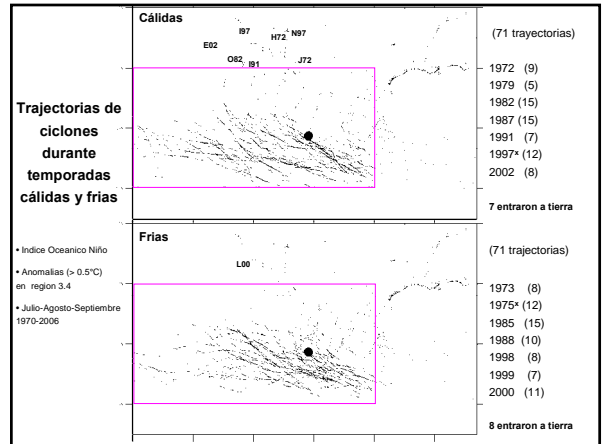 Trajectorias de
ciclones
durante
temporadas
cálidas y frias
• Indice Oceanico Niño
• Anomalias (> 0.5°C)
en region 3.4
• Julio-Agosto-Septiembre
1970-2006
Cálidas
I97
H72
N97
E02
O82
I91
J72
(71 trayectorias)
1972 (9)
1979 (5)
1982 (15)
1987 (15)
1991 (7)
1997ˣ (12)
2002 (8)
7 entraron a tierra
Frias
L00
(71 trajectorias)
1973 (8)
1975ˣ (12)
1985 (15)
1988 (10)
1998 (8)
1999 (7)
2000 (11)
8 entraron a tierra